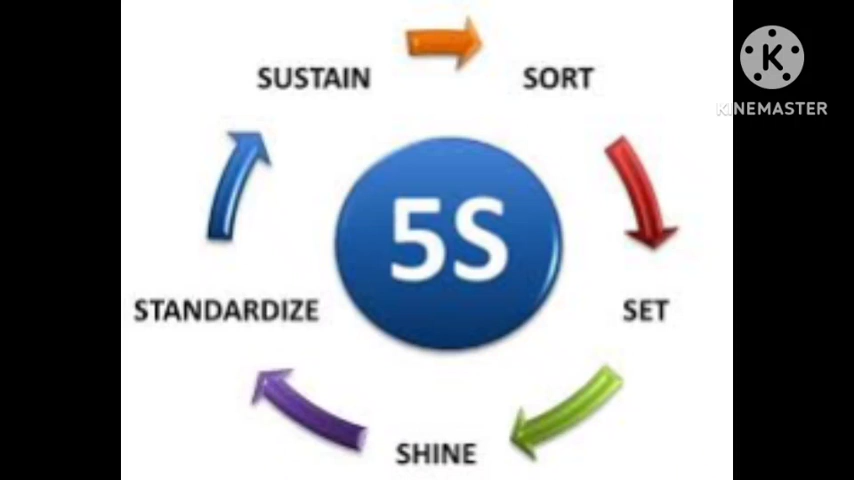 SUSTAIN
SORT
5S
STANDARDIZE
SET
SHINE
K
KINEMASTER